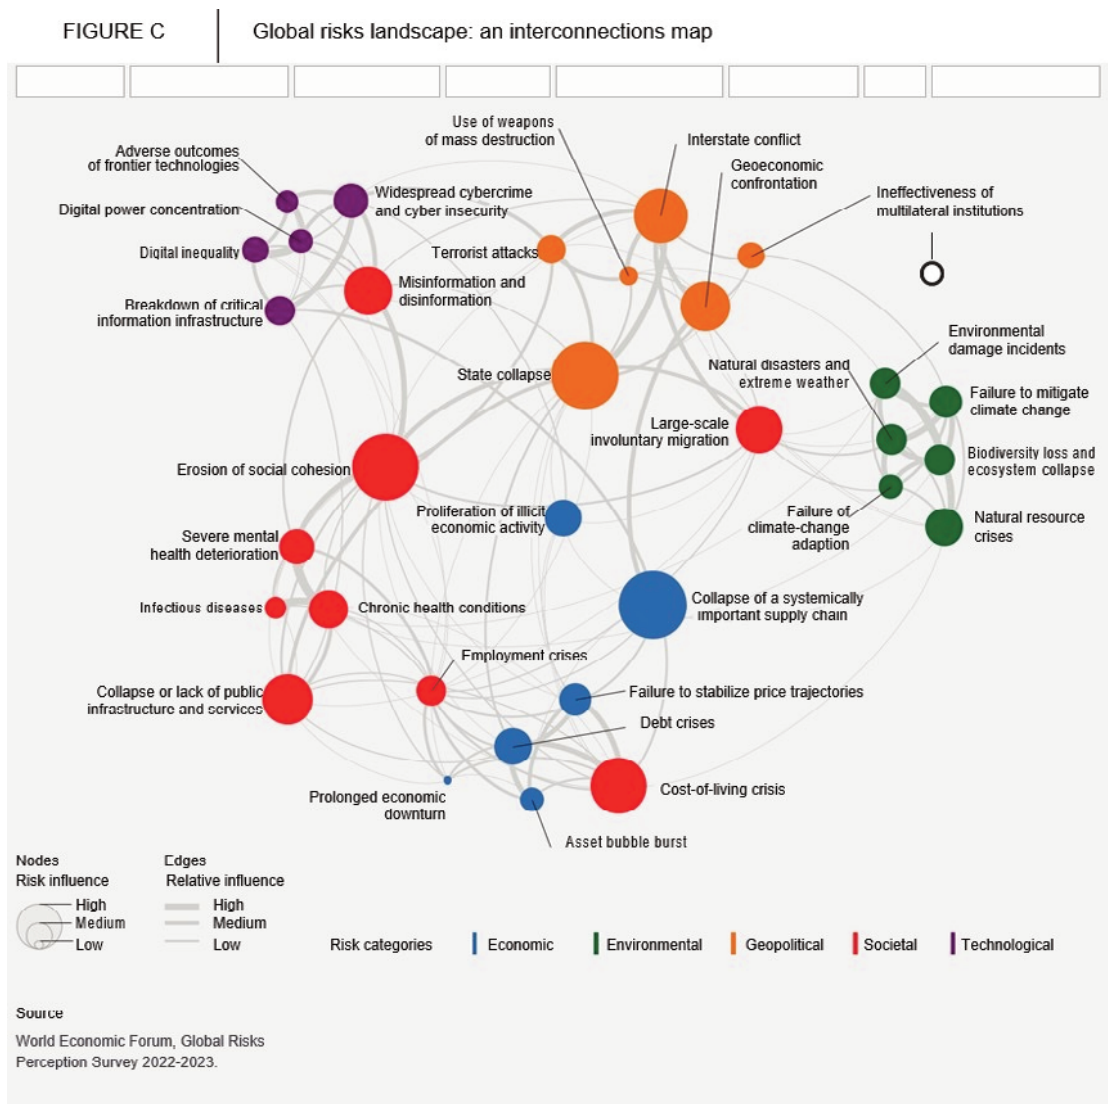 FIGURE C
Global risks landscape: an interconnections map
Use of weapons
of mass destruction
Interstate conflict
Adverse outcomes
of frontier technologies
Geoeconomic
confrontation
Widespread cybercrime
and cyber insecurity
Ineffectiveness of
multilateral institutions
Digital power concentration
Digital inequality
Terrorist attacks
Misinformation and
disinformation
Breakdown of critical
information infrastructure
Environmental
damage incidents
State collapse
Natural disasters and
extreme weather
Failure to mitigate
climate change
Large-scale
involuntary migration
Biodiversity loss and
ecosystem collapse
Erosion of social cohesion
Proliferation of illicit
economic activity
Failure of
climate-change
adaption
Natural resource
crises
Severe mental
health deterioration
Infectious diseases
Chronic health conditions
Collapse of a systemically
important supply chain
Employment crises
Collapse or lack of public
infrastructure and services
Failure to stabilize price trajectories
Debt crises
Prolonged economic
downturn
Cost-of-living crisis
Asset bubble burst
Nodes
Risk influence
High
Medium
Low
Edges
Relative influence
High
Medium
Low
Risk categories
Economic
Environmental
Geopolitical
Societal
Technological
Source
World Economic Forum, Global Risks
Perception Survey 2022-2023.